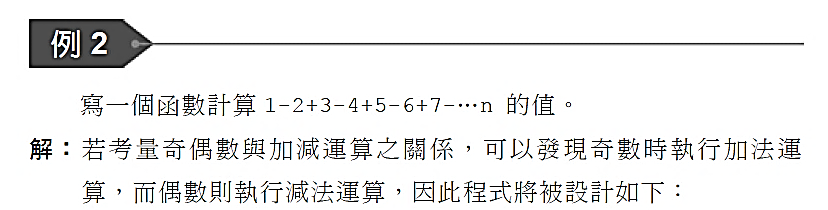 例 2
寫一個函數計算 1-2+3-4+5-6+7-…n 的值。
解：若考量奇偶數與加減運算之關係，可以發現奇數時執行加法運
算，而偶數則執行減法運算，因此程式將被設計如下：